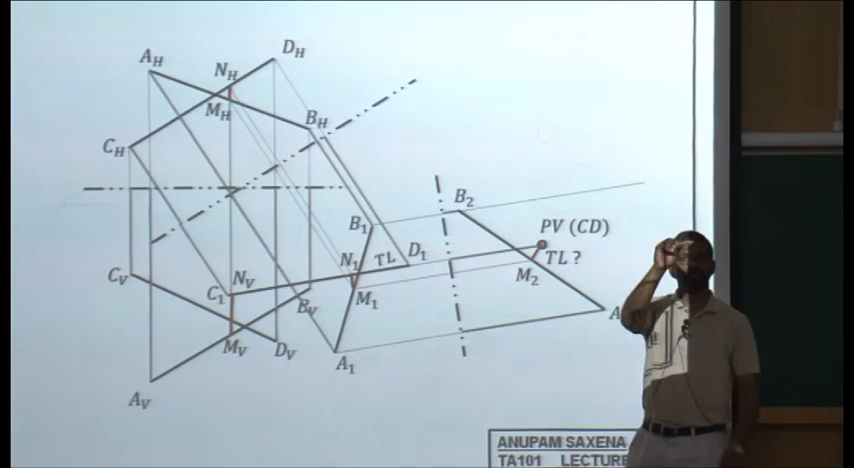 D_H
A_H
N_H
M_H
B_H
C_H
B_2
B_1
PV (CD)
D_1
TL
N_1
TL ?
C_V
N_V
M_2
C_1
B_V
M_1
A
M_V
D_V
A_1
A_V
ANUPAM SAXENA
TA101 LECTURE